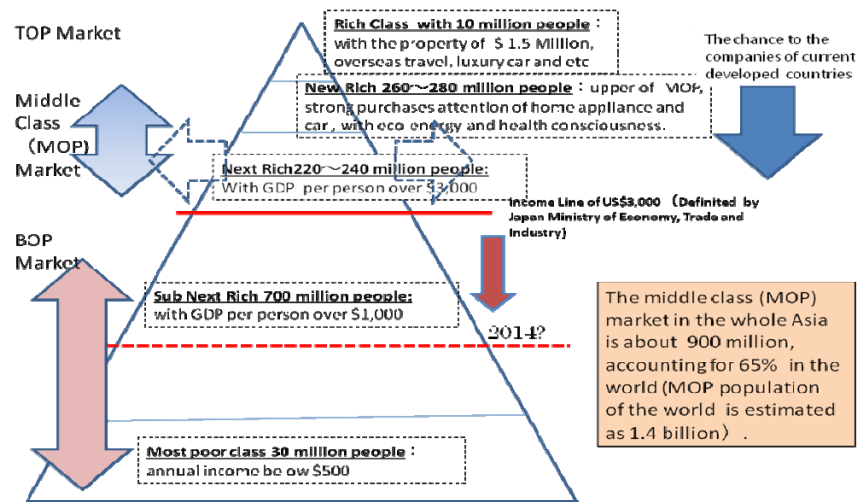 TOP Market
Rich Class with 10 million people：
with the property of $ 1.5 Million,
overseas travel, luxury car and etc
The chance to the
companies of current
developed countries
New Rich 260～280 million people：upper of MOP,
strong purchases attention of home appliance and
car , with eco energy and health consciousness.
Middle
Class
（MOP）
Market
Next Rich220～240 million people:
With GDP per person over $3,000
Income Line of US$3,000 （Definited by
Japan Ministry of Economy, Trade and
Industry)
BOP
Market
Sub Next Rich 700 million people:
with GDP per person over $1,000
2014?
The middle class (MOP)
market in the whole Asia
is about 900 million,
accounting for 65% in the
world (MOP population
of the world is estimated
as 1.4 billion）.
Most poor class 30 million people：
annual income be ow $500